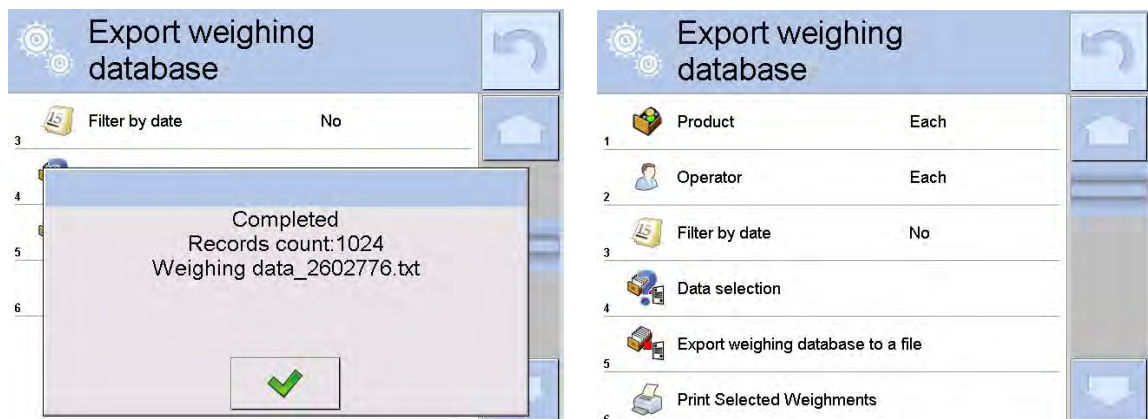 Export weighing
database
3
15
Filter by date No
4
5
6
Completed
Records count:1024
Weighing data_2602776.txt
Export weighing
database
1
Product Each
2
Operator Each
3
15
Filter by date No
4
Data selection
5
Export weighing database to a file
Print Selected Weighments